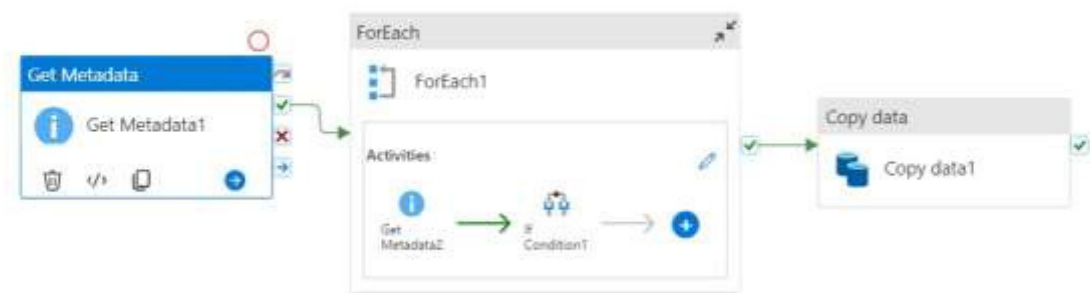 Get Metadata
Get Metadata1
ForEach
ForEach1
Activities
Get
Metadata2
If
Condition1
Copy data
Copy data1